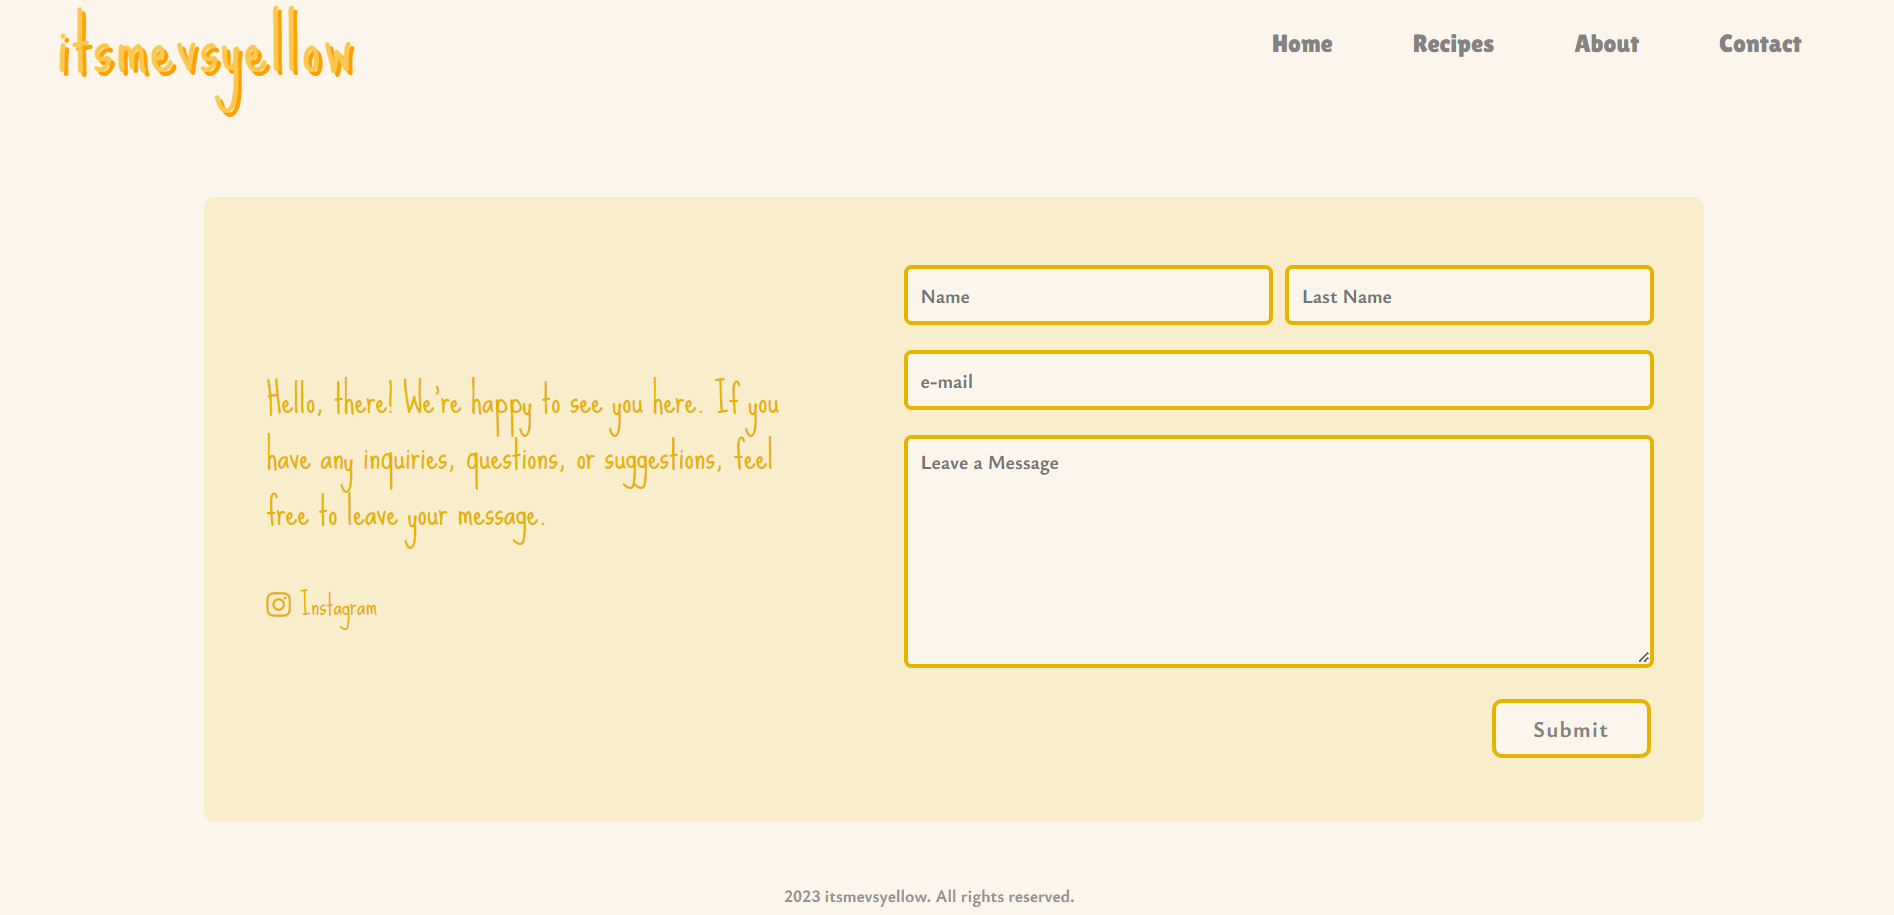 itsmevsyellow
Home Recipes About Contact
Hello, there! We're happy to see you here. If you
have any inquiries, questions, or suggestions, feel
free to leave your message.
Instagram
Name
Last Name
e-mail
Leave a Message
Submit
2023 itsmevsyellow. All rights reserved.